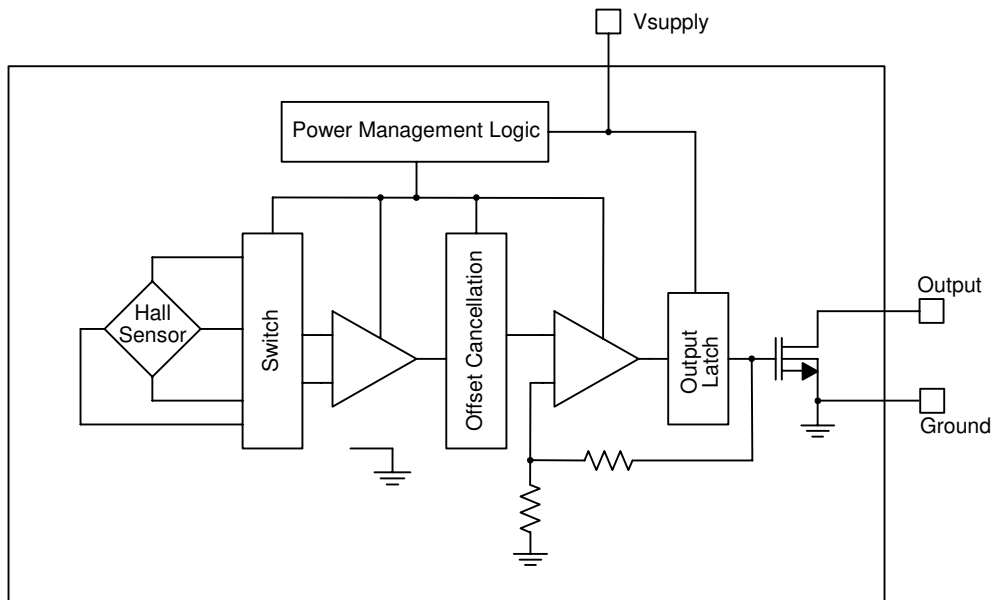 Vsupply
Power Management Logic
Hall
Sensor
Switch
Offset Cancellation
Output
Latch
Output
Ground